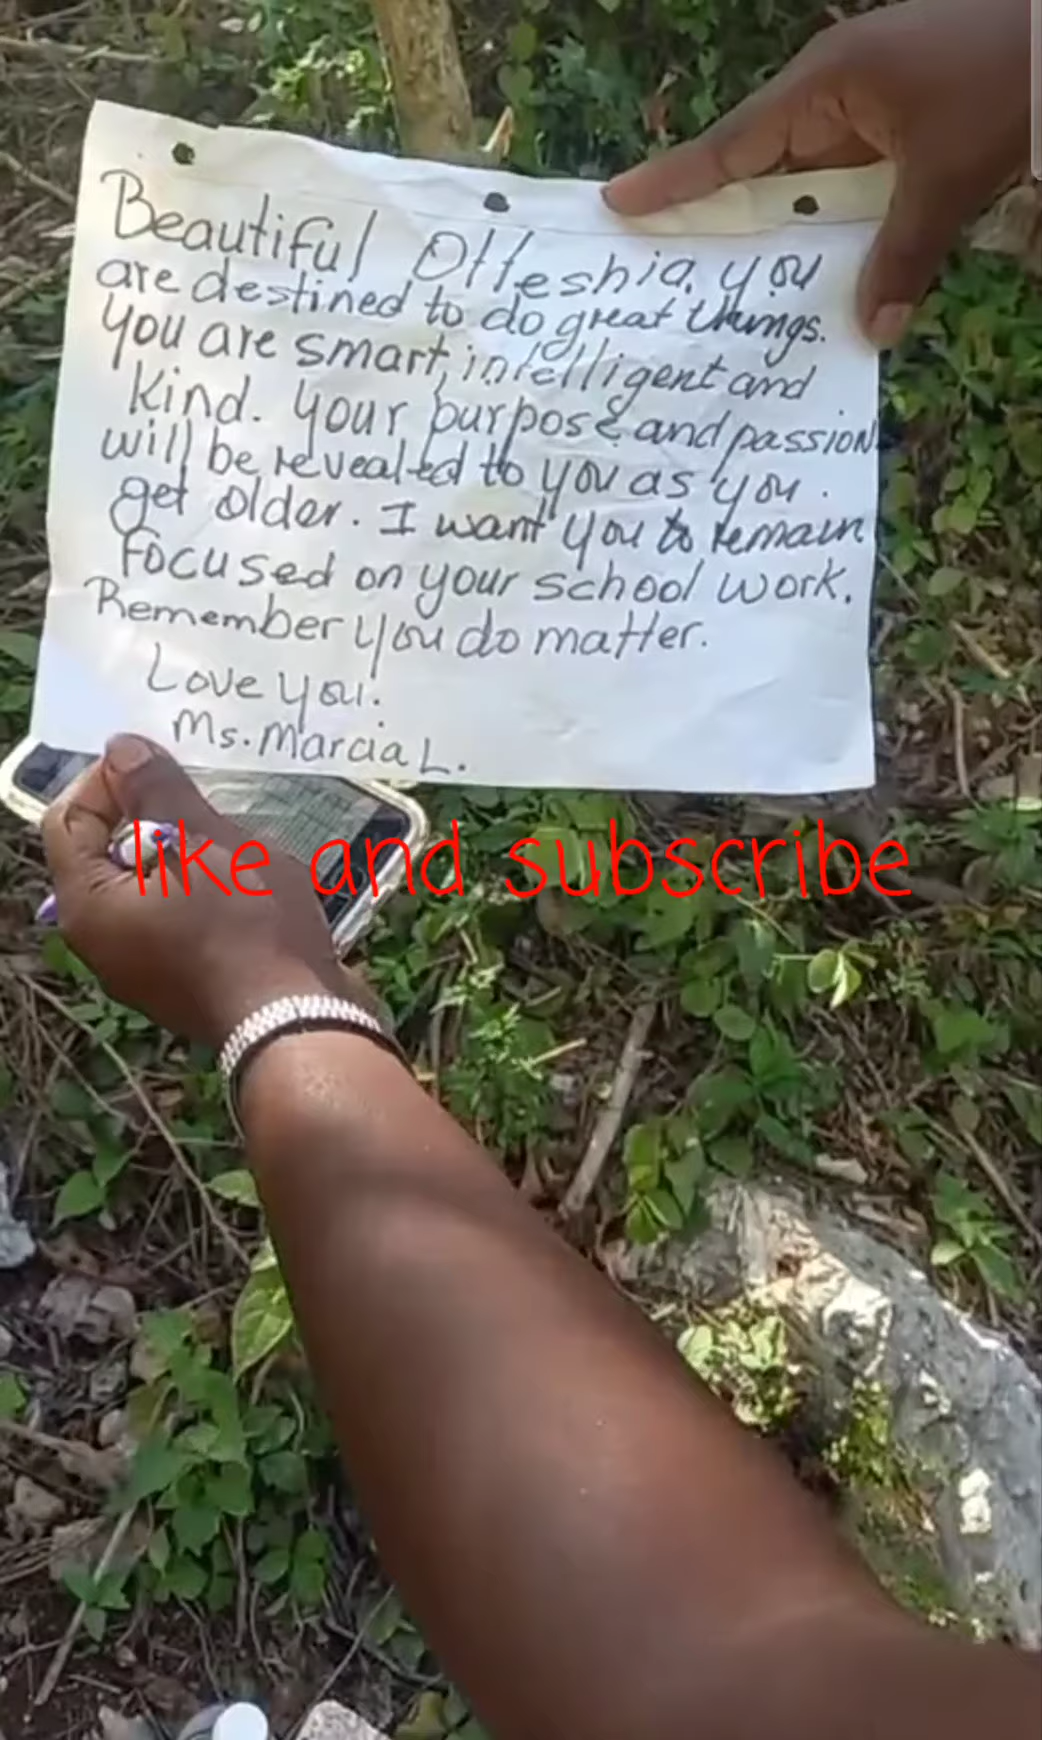 Beautiful Offeshia, you
are destined to do great things.
You are smart, intelligent and
kind. Your purpose and passion
will be revealed to you as you
get older. I want you to remain
focused on your school work.
Remember you do matter.
Love you.
Ms. Marcia L.
like and subscribe